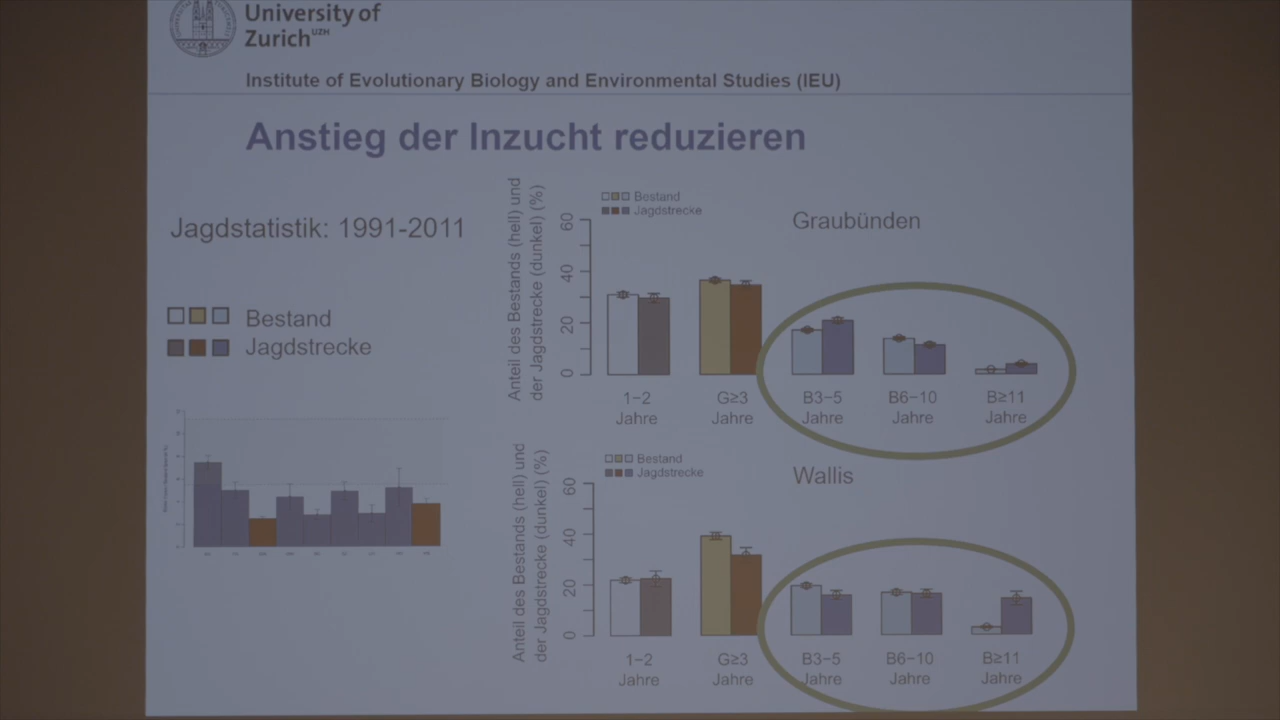 University of
Zurich UZH
Institute of Evolutionary Biology and Environmental Studies (IEU)
Anstieg der Inzucht reduzieren
Jagdstatistik: 1991-2011
Bestand
Jagdstrecke
Anteil des Bestands (hell) und
der Jagdstrecke (dunkel) (%)
0
20
40
60
Bestand
Jagdstrecke
Graubünden
1−2
Jahre
G≥3
Jahre
B3−5
Jahre
B6−10
Jahre
B≥11
Jahre
Anteil des Bestands (hell) und
der Jagdstrecke (dunkel) (%)
0
20
40
60
Bestand
Jagdstrecke
Wallis
1−2
Jahre
G≥3
Jahre
B3−5
Jahre
B6−10
Jahre
B≥11
Jahre